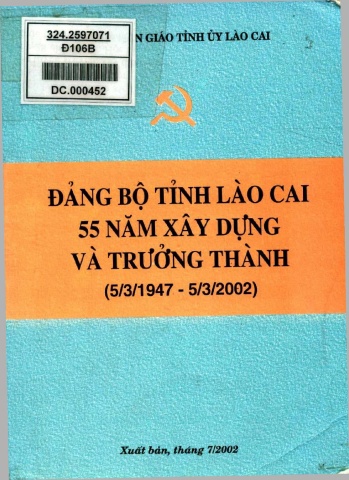 324.2597071
Đ106B
DC.000452
N GIÁO TỈNH ỦY LÀO CAI
ĐẢNG BỘ TỈNH LÀO CAI
55 NĂM XÂY DỰNG
VÀ TRƯỞNG THÀNH
(5/3/1947 - 5/3/2002)
Xuất bản, tháng 7/2002